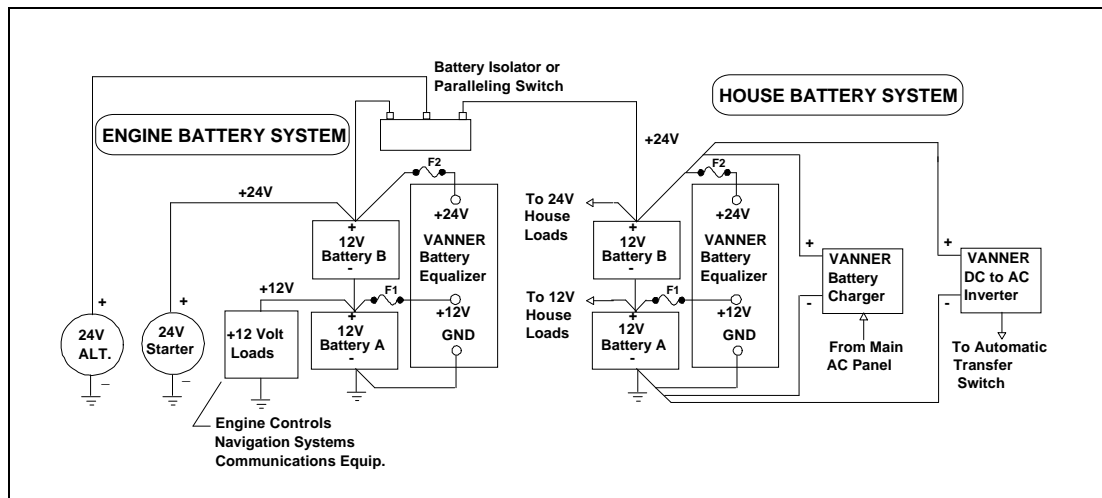 Battery Isolator or
Paralleling Switch
ENGINE BATTERY SYSTEM
HOUSE BATTERY SYSTEM
+24V
+24V
F2
+24V
+
12V
Battery B
-
VANNER
Battery
Equalizer
F1
+12V
+12V
+
12V
Battery A
-
GND
+
24V
ALT.
–
+
24V
Starter
–
+12 Volt
Loads
Engine Controls
Navigation Systems
Communications Equip.
F2
To 24V
House
Loads
+24V
+
12V
Battery B
-
VANNER
Battery
Equalizer
To 12V
House
Loads
F1
+12V
+
12V
Battery A
-
GND
+
-
VANNER
Battery
Charger
From Main
AC Panel
+
-
VANNER
DC to AC
Inverter
To Automatic
Transfer
Switch